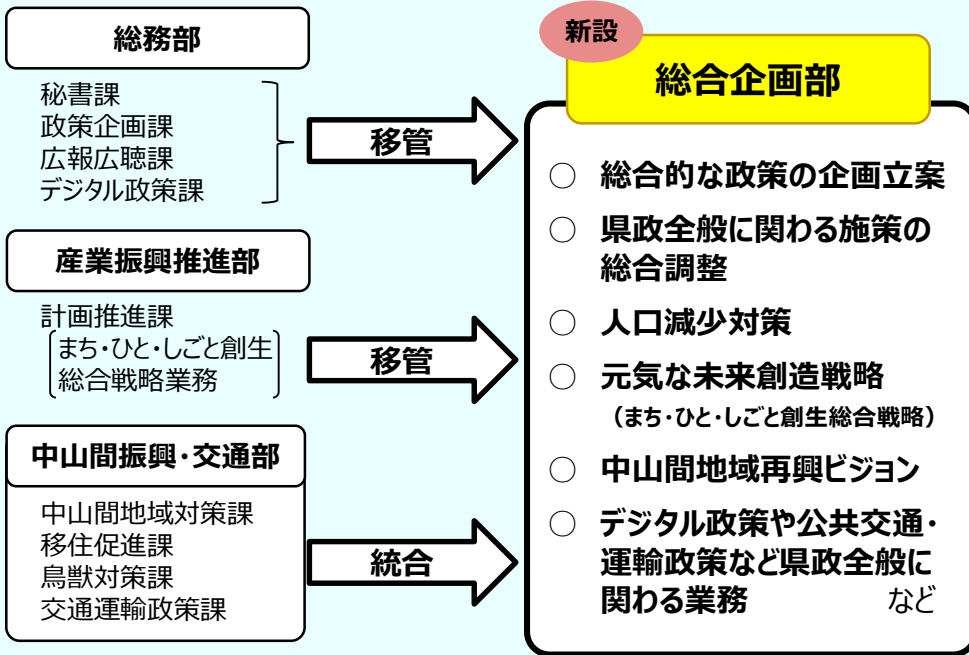 総務部
秘書課
政策企画課
広報広聴課
デジタル政策課
移管
産業振興推進部
計画推進課
まち・ひと・しごと創生
総合戦略業務
移管
中山間振興・交通部
中山間地域対策課
移住促進課
鳥獣対策課
交通運輸政策課
統合
新設
総合企画部
○ 総合的な政策の企画立案
○ 県政全般に関わる施策の
総合調整
○ 人口減少対策
○ 元気な未来創造戦略
（まち・ひと・しごと創生総合戦略）
○ 中山間地域再興ビジョン
○ デジタル政策や公共交通・
運輸政策など県政全般に
関わる業務 など